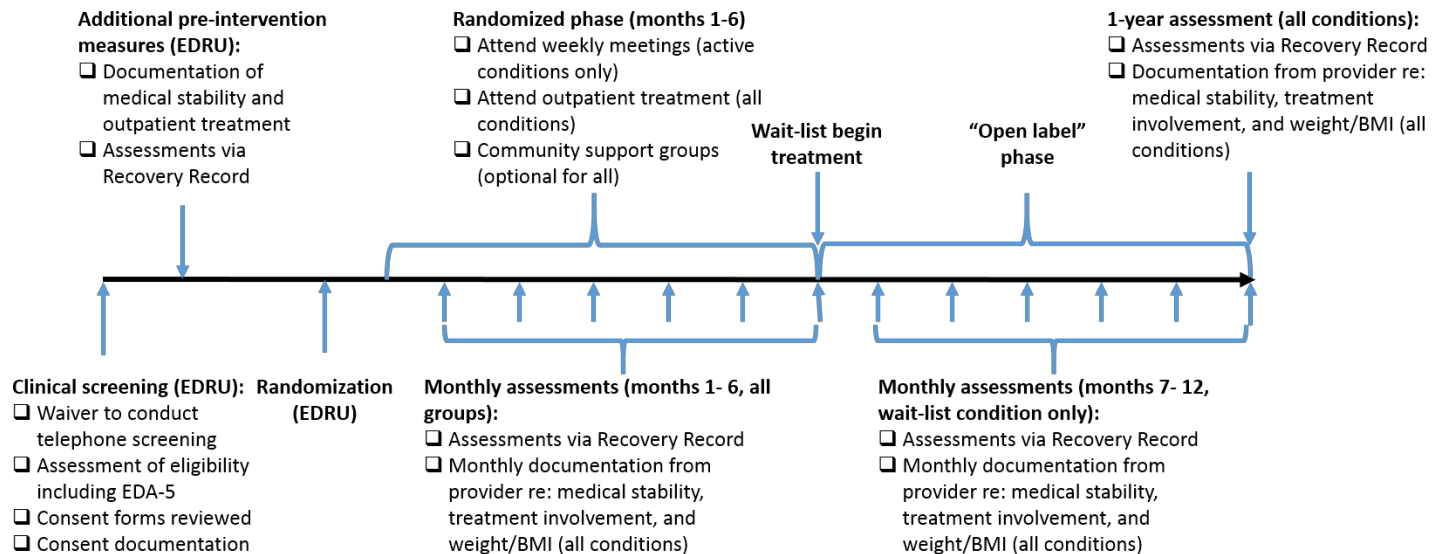 Additional pre-intervention
measures (EDRU):
❑ Documentation of
medical stability and
outpatient treatment
❑ Assessments via
Recovery Record
Randomized phase (months 1-6)
❑ Attend weekly meetings (active
conditions only)
❑ Attend outpatient treatment (all
conditions)
❑ Community support groups
(optional for all)
Wait-list begin
treatment
“Open label”
phase
1-year assessment (all conditions):
❑ Assessments via Recovery Record
❑ Documentation from provider re:
medical stability, treatment
involvement, and weight/BMI (all
conditions)
Clinical screening (EDRU):
❑ Waiver to conduct
telephone screening
❑ Assessment of eligibility
including EDA-5
❑ Consent forms reviewed
❑ Consent documentation
Randomization
(EDRU)
Monthly assessments (months 1- 6, all
groups):
❑ Assessments via Recovery Record
❑ Monthly documentation from
provider re: medical stability,
treatment involvement, and
weight/BMI (all conditions)
Monthly assessments (months 7- 12,
wait-list condition only):
❑ Assessments via Recovery Record
❑ Monthly documentation from
provider re: medical stability,
treatment involvement, and
weight/BMI (all conditions)